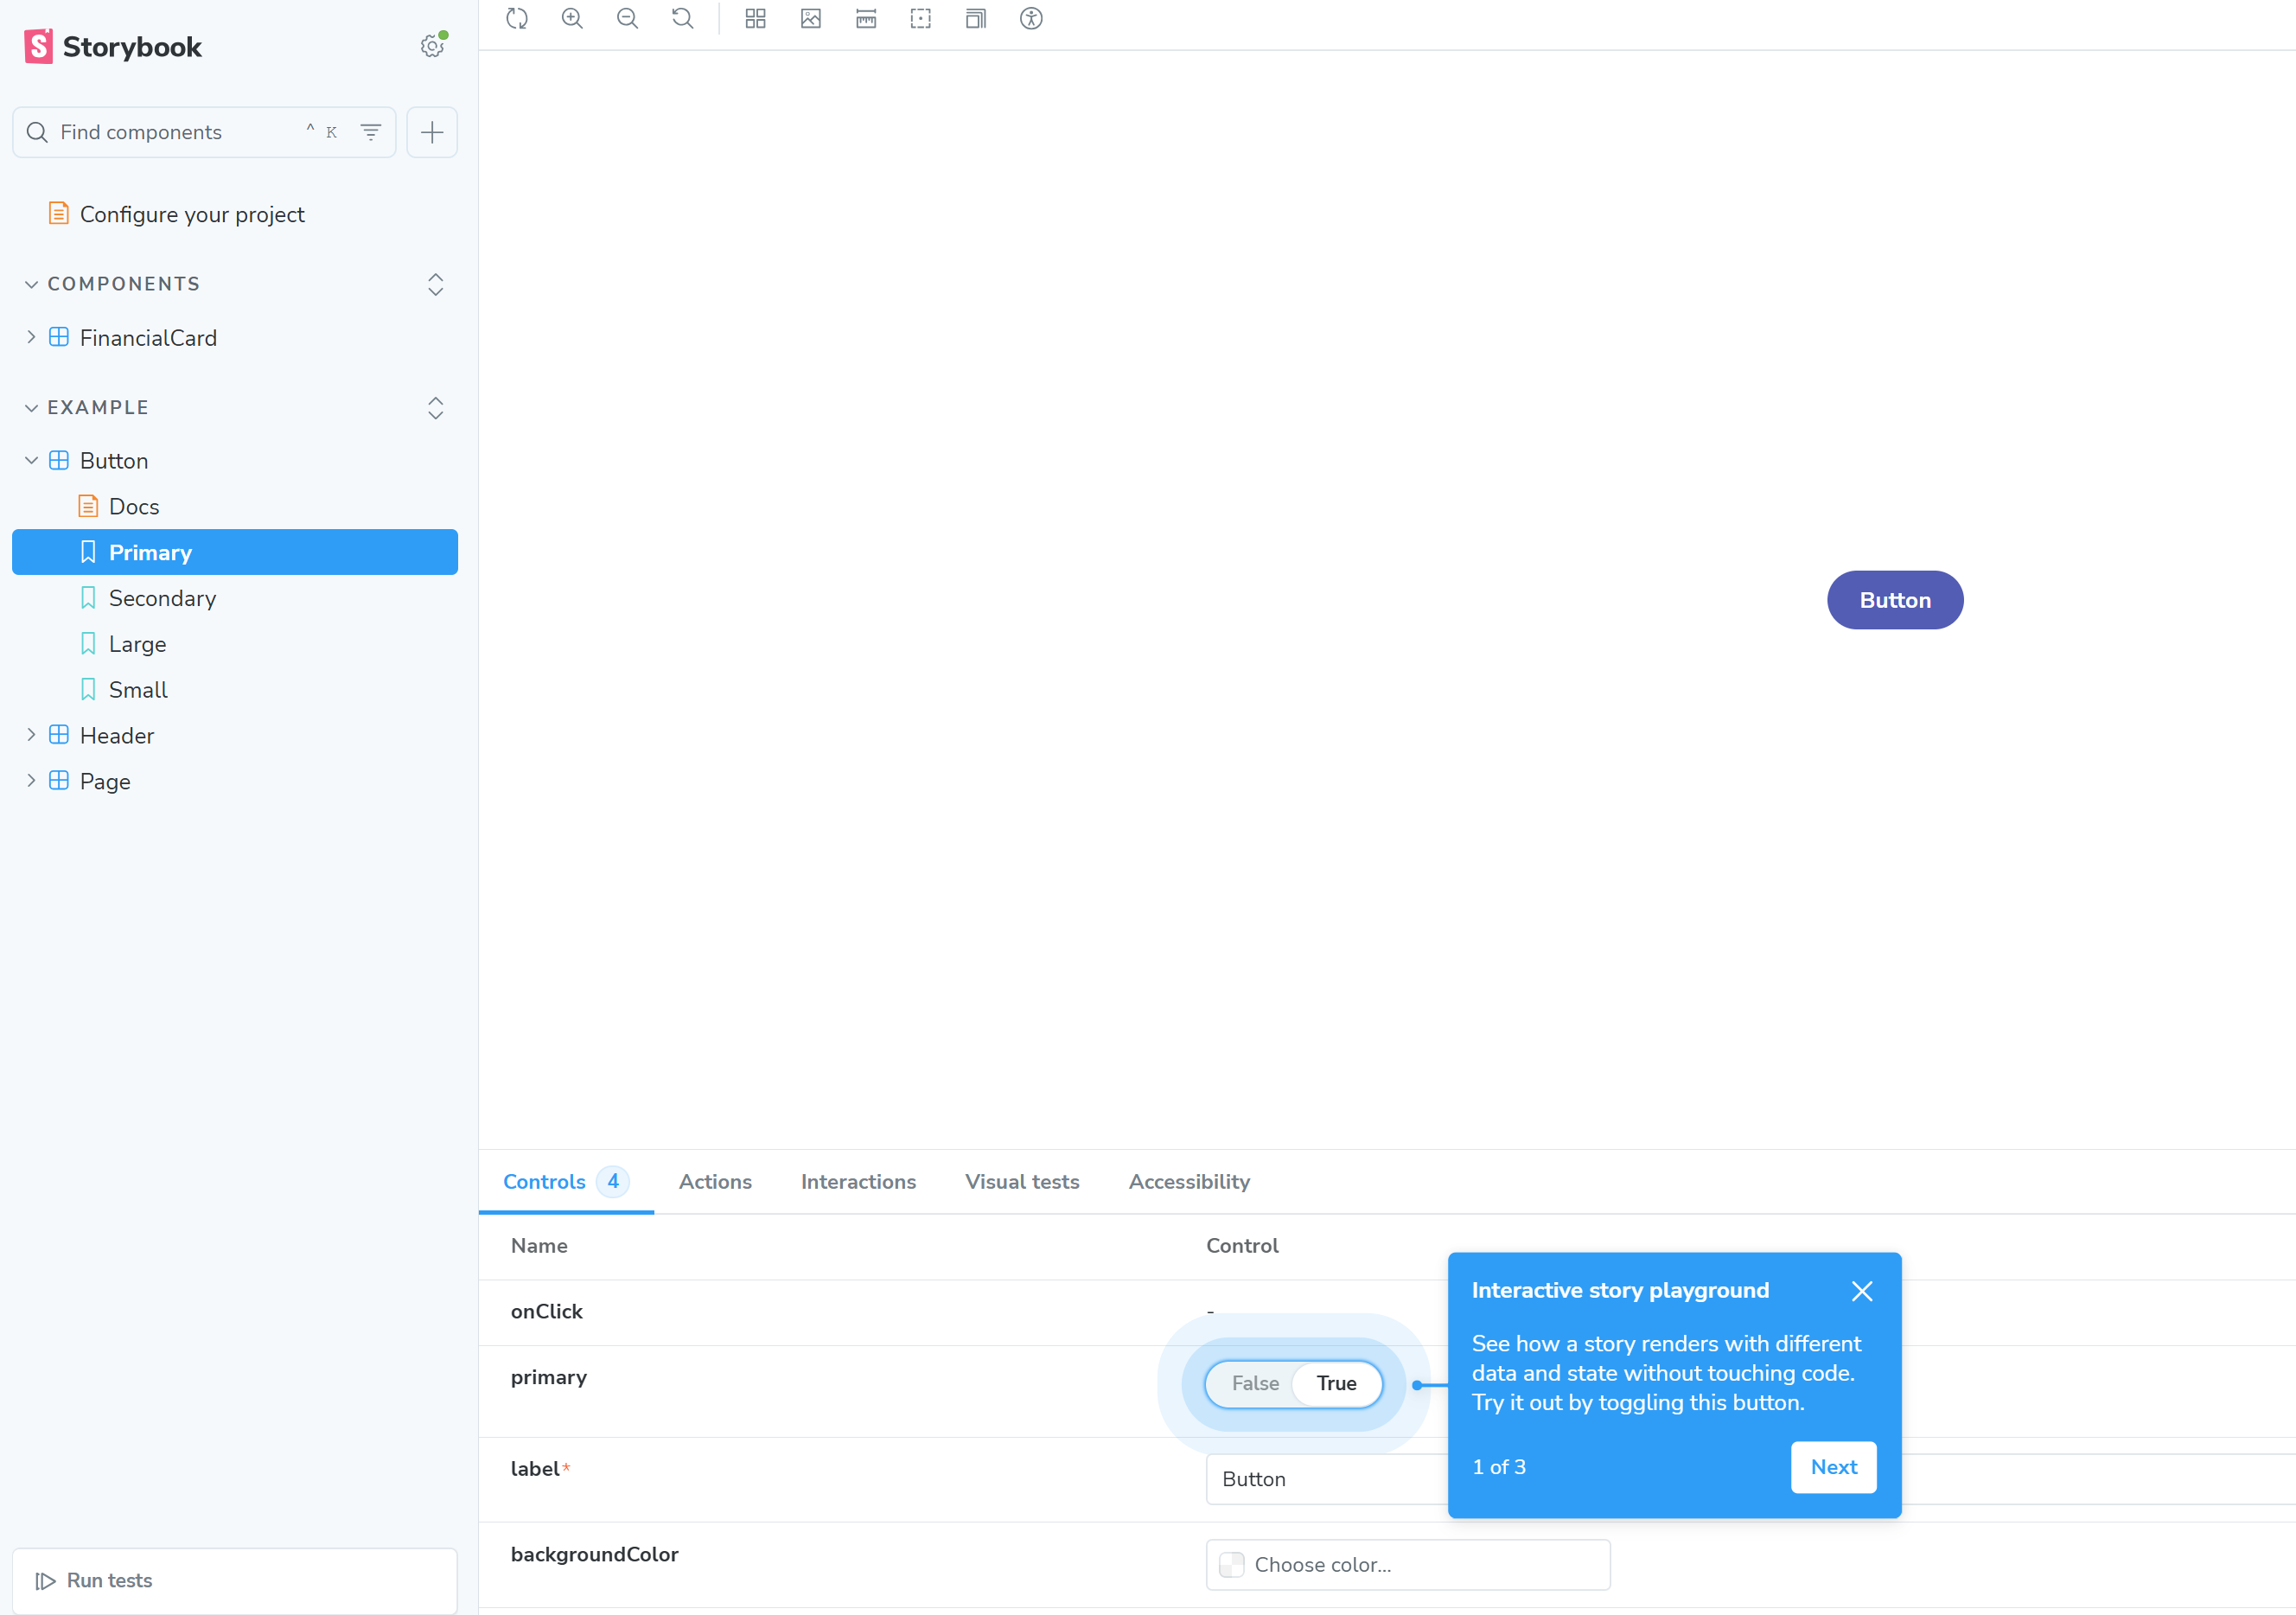 Storybook
Find components
^ K
Configure your project
COMPONENTS
FinancialCard
EXAMPLE
Button
Docs
Primary
Secondary
Large
Small
Header
Page
Run tests
Button
Controls 4 Actions Interactions Visual tests Accessibility
Name Control
onClick -
primary False True
label* Button
backgroundColor Choose color...
Interactive story playground
See how a story renders with different
data and state without touching code.
Try it out by toggling this button.
1 of 3 Next